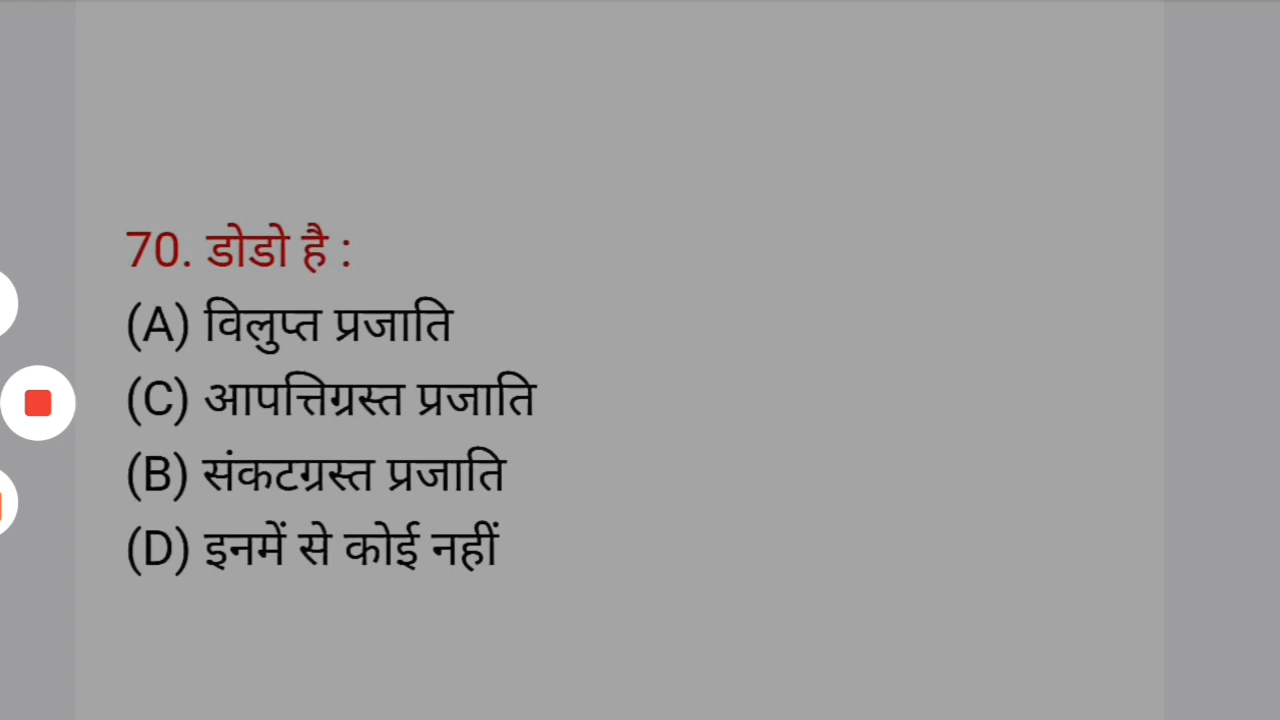 70. डोडो है :
(A) विलुप्त प्रजाति
(C) आपत्तिग्रस्त प्रजाति
(B) संकटग्रस्त प्रजाति
(D) इनमें से कोई नहीं